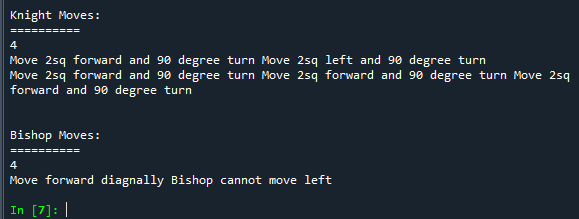 Knight Moves:
==========
4
Move 2sq forward and 90 degree turn Move 2sq left and 90 degree turn
Move 2sq forward and 90 degree turn Move 2sq forward and 90 degree turn Move 2sq
forward and 90 degree turn
Bishop Moves:
==========
4
Move forward diagnally Bishop cannot move left
In [7]: